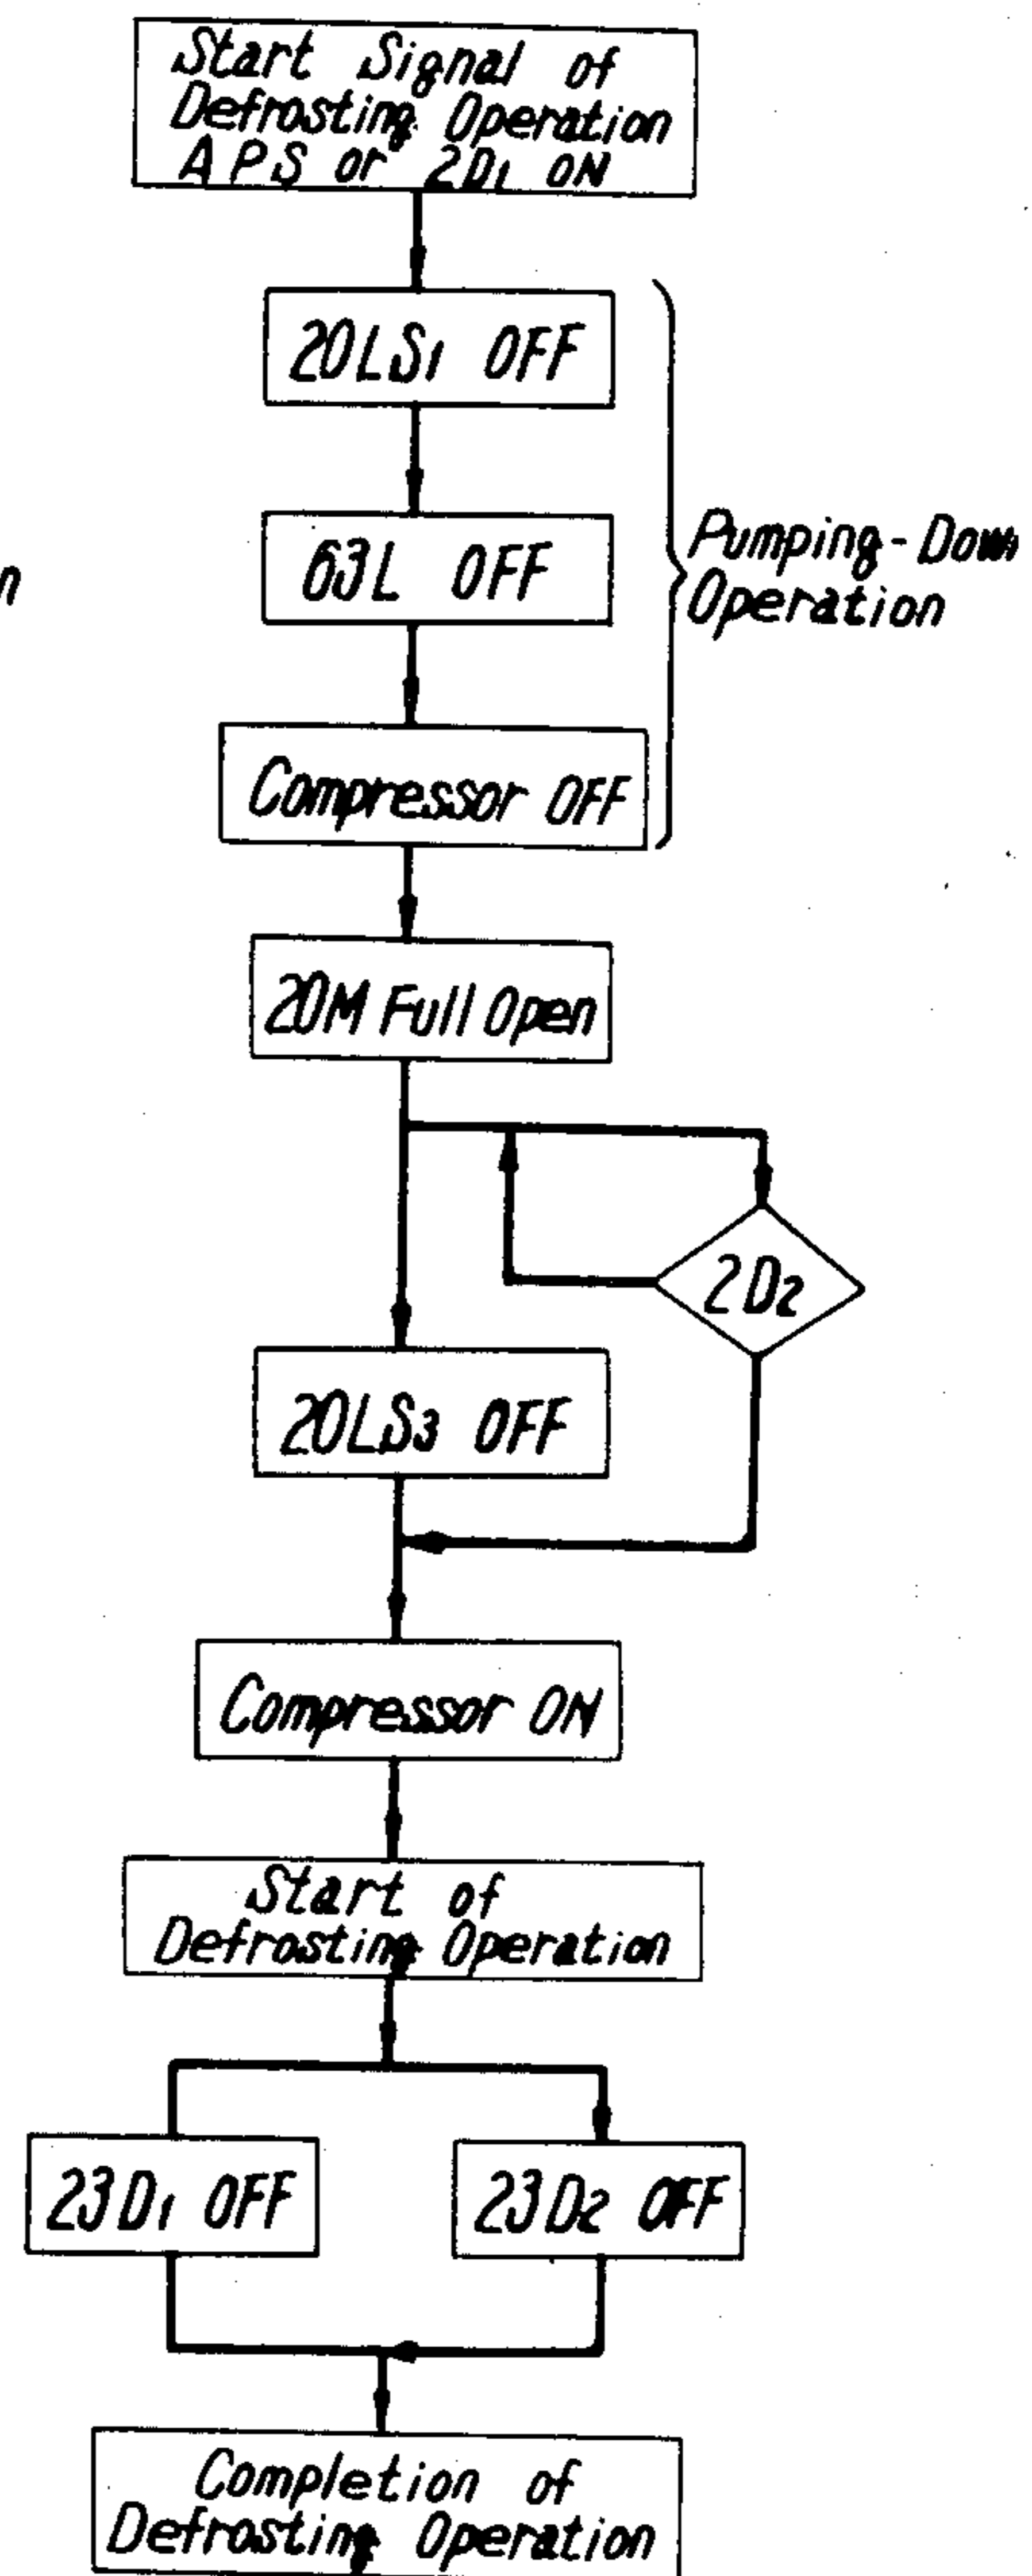 Start Signal of
Defrosting Operation
APS or 2D1 ON
20LS1 OFF
63L OFF
Pumping-Down
Operation
Compressor OFF
20M Full Open
2D2
20LS3 OFF
Compressor ON
Start of
Defrosting Operation
23D1 OFF
23D2 OFF
Completion of
Defrosting Operation